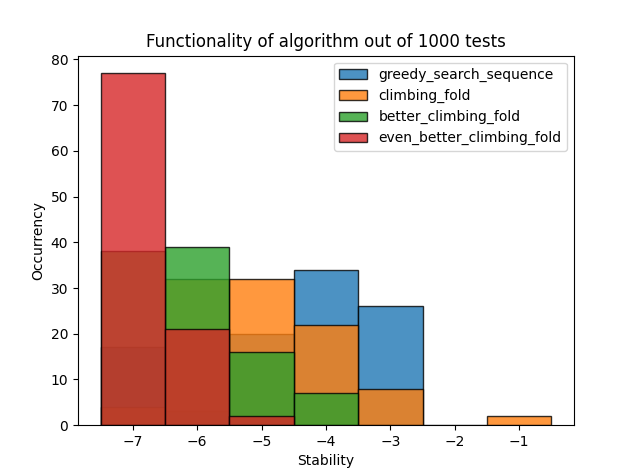 Functionality of algorithm out of 1000 tests
greedy_search_sequence
climbing_fold
better_climbing_fold
even_better_climbing_fold
Occurrency
80
70
60
50
40
30
20
10
0
−7 −6 −5 −4 −3 −2 −1
Stability